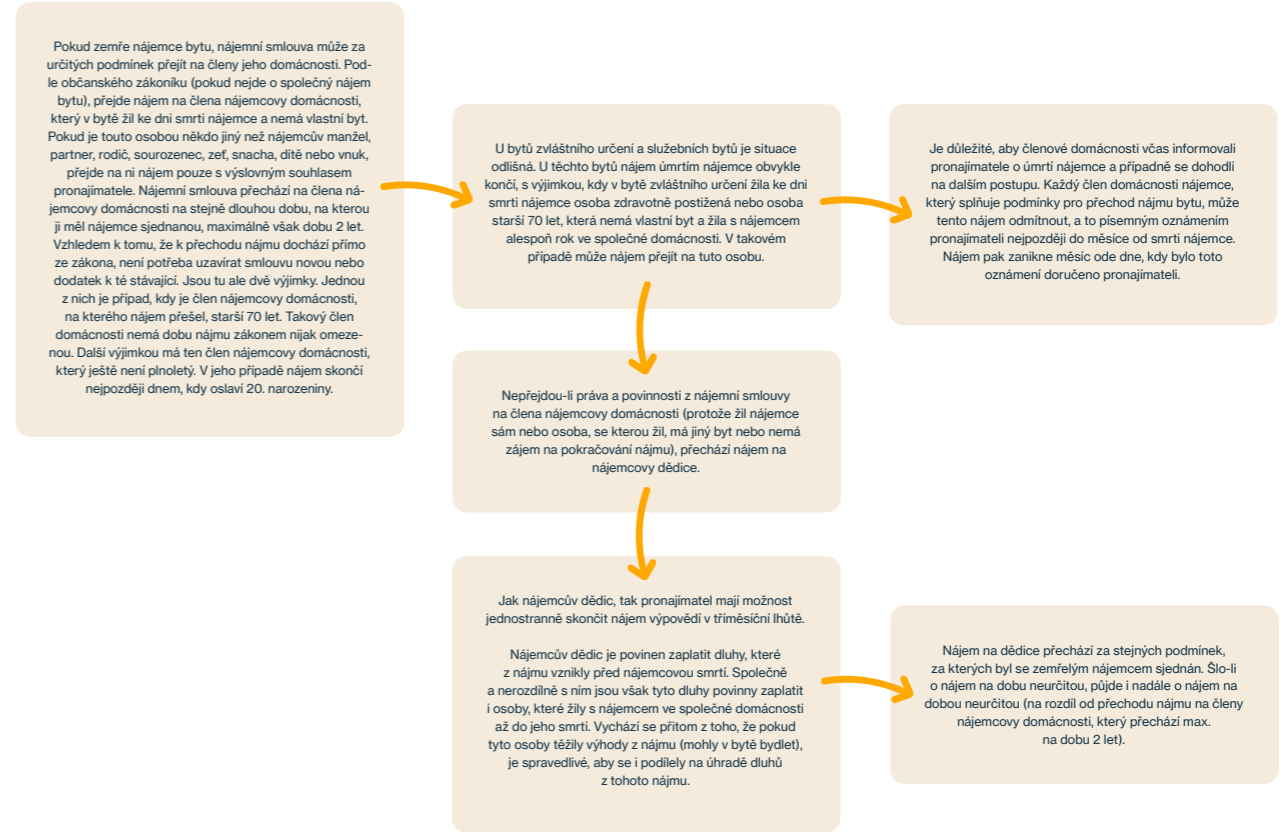 Pokud zemře nájemce bytu, nájemní smlouva může za
určitých podmínek přejít na členy jeho domácnosti. Pod-
le občanského zákoníku (pokud nejde o společný nájem
bytu), přejde nájem na člena nájemcovy domácnosti,
který v bytě žil ke dni smrti nájemce a nemá vlastní byt.
Pokud je touto osobou někdo jiný než nájemcův manžel,
partner, rodič, sourozenec, zeť, snacha, dítě nebo vnuk,
přejde na ni nájem pouze s výslovným souhlasem
pronajímatele. Nájemní smlouva přechází na člena ná-
jemcovy domácnosti na stejně dlouhou dobu, na kterou
ji měl nájemce sjednanou, maximálně však dobu 2 let.
Vzhledem k tomu, že k přechodu nájmu dochází přímo
ze zákona, není potřeba uzavírat smlouvu novou nebo
dodatek k té stávající. Jsou tu ale dvě výjimky. Jednou
z nich je případ, kdy je člen nájemcovy domácnosti,
na kterého nájem přešel, starší 70 let. Takový člen
domácnosti nemá dobu nájmu zákonem nijak omeze-
nou. Další výjimkou má ten člen nájemcovy domácnosti,
který ještě není plnoletý. V jeho případě nájem skončí
nejpozději dnem, kdy oslaví 20. narozeniny.
U bytů zvláštního určení a služebních bytů je situace
odlišná. U těchto bytů nájem úmrtím nájemce obvykle
končí, s výjimkou, kdy v bytě zvláštního určení žila ke dni
smrti nájemce osoba zdravotně postižená nebo osoba
starší 70 let, která nemá vlastní byt a žila s nájemcem
alespoň rok ve společné domácnosti. V takovém
případě může nájem přejít na tuto osobu.
Je důležité, aby členové domácnosti včas informovali
pronajímatele o úmrtí nájemce a případně se dohodli
na dalším postupu. Každý člen domácnosti nájemce,
který splňuje podmínky pro přechod nájmu bytu, může
tento nájem odmítnout, a to písemným oznámením
pronajímateli nejpozději do měsíce od smrti nájemce.
Nájem pak zanikne měsíc ode dne, kdy bylo toto
oznámení doručeno pronajímateli.
Nepřejdou-li práva a povinnosti z nájemní smlouvy
na člena nájemcovy domácnosti (protože žil nájemce
sám nebo osoba, se kterou žil, má jiný byt nebo nemá
zájem na pokračování nájmu), přechází nájem na
nájemcovy dědice.
Jak nájemcův dědic, tak pronajímatel mají možnost
jednostranně skončit nájem výpovědí v tříměsíční lhůtě.
Nájemcův dědic je povinen zaplatit dluhy, které
z nájmu vznikly před nájemcovou smrtí. Společně
a nerozdílně s ním jsou však tyto dluhy povinny zaplatit
i osoby, které žily s nájemcem ve společné domácnosti
až do jeho smrti. Vychází se přitom z toho, že pokud
tyto osoby těžily výhody z nájmu (mohly v bytě bydlet),
je spravedlivé, aby se i podílely na úhradě dluhů
z tohoto nájmu.
Nájem na dědice přechází za stejných podmínek,
za kterých byl se zemřelým nájemcem sjednán. Šlo-li
o nájem na dobu neurčitou, půjde i nadále o nájem na
dobou neurčitou (na rozdíl od přechodu nájmu na členy
nájemcovy domácnosti, který přechází max.
na dobu 2 let).